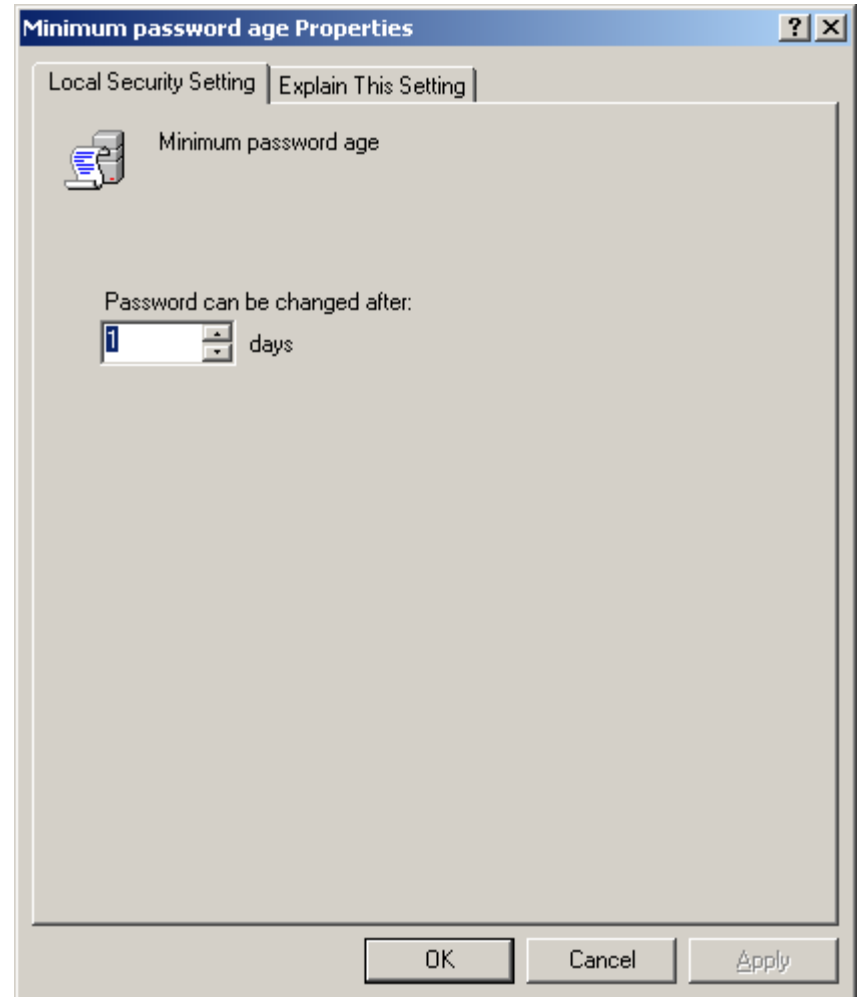 Minimum password age Properties
Local Security Setting Explain This Setting
Minimum password age
Password can be changed after:
1 days
OK Cancel Apply